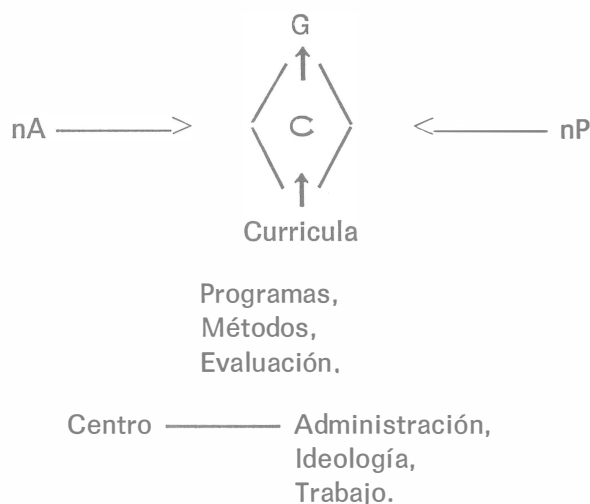 G
nA C nP
Curricula
Programas,
Métodos,
Evaluación.
Centro Administración,
Ideología,
Trabajo.